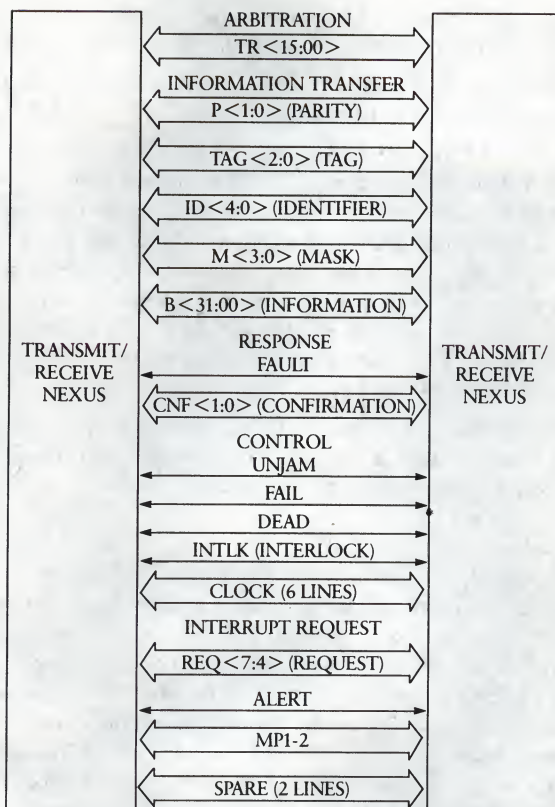 ARBITRATION
TR<15:00>
INFORMATION TRANSFER
P<1:0> (PARITY)
TAG<2:0> (TAG)
ID<4:0> (IDENTIFIER)
M<3:0> (MASK)
B<31:00> (INFORMATION)
RESPONSE
FAULT
TRANSMIT/
RECEIVE
NEXUS
TRANSMIT/
RECEIVE
NEXUS
CNF<1:0> (CONFIRMATION)
CONTROL
UNJAM
FAIL
DEAD
INTLK (INTERLOCK)
CLOCK (6 LINES)
INTERRUPT REQUEST
REQ<7:4> (REQUEST)
ALERT
MP1-2
SPARE (2 LINES)